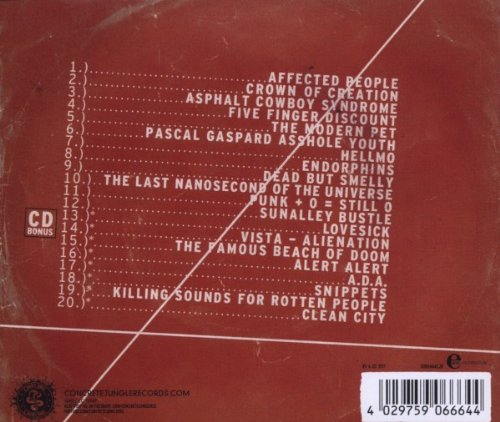 1.) AFFECTED PEOPLE
2.) CROWN OF CREATION
3.) ASPHALT COWBOY SYNDROME
4.) FIVE FINGER DISCOUNT
5.) THE MODERN PET
6.) PASCAL GASPARD ASSHOLE YOUTH
7.) HELLMO
8.) ENDORPHINS
9.) DEAD BUT SMELLY
10.) THE LAST NANOSECOND OF THE UNIVERSE
11.) PUNK + 0 = STILL 0
12.) SUNALLEY BUSTLE
13.)* LOVESICK
14.)* VISTA – ALIENATION
15.)* THE FAMOUS BEACH OF DOOM
16.)* ALERT ALERT
17.)* A.D.A.
18.)* SNIPPETS
19.)* KILLING SOUNDS FOR ROTTEN PEOPLE
20.)* CLEAN CITY
CD
BONUS
CONCRETEJUNGLERECORDS.COM
4 029759 066644